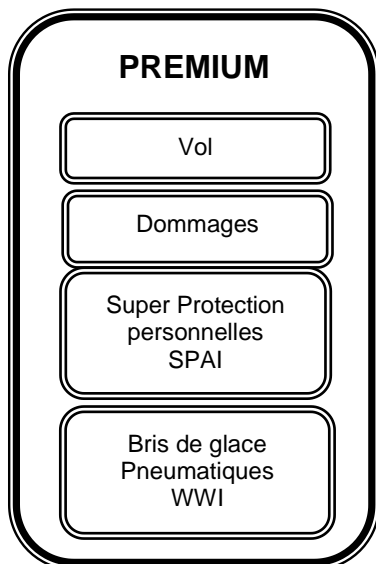 PREMIUM
Vol
Dommages
Super Protection
personnelles
SPAI
Bris de glace
Pneumatiques
WWI